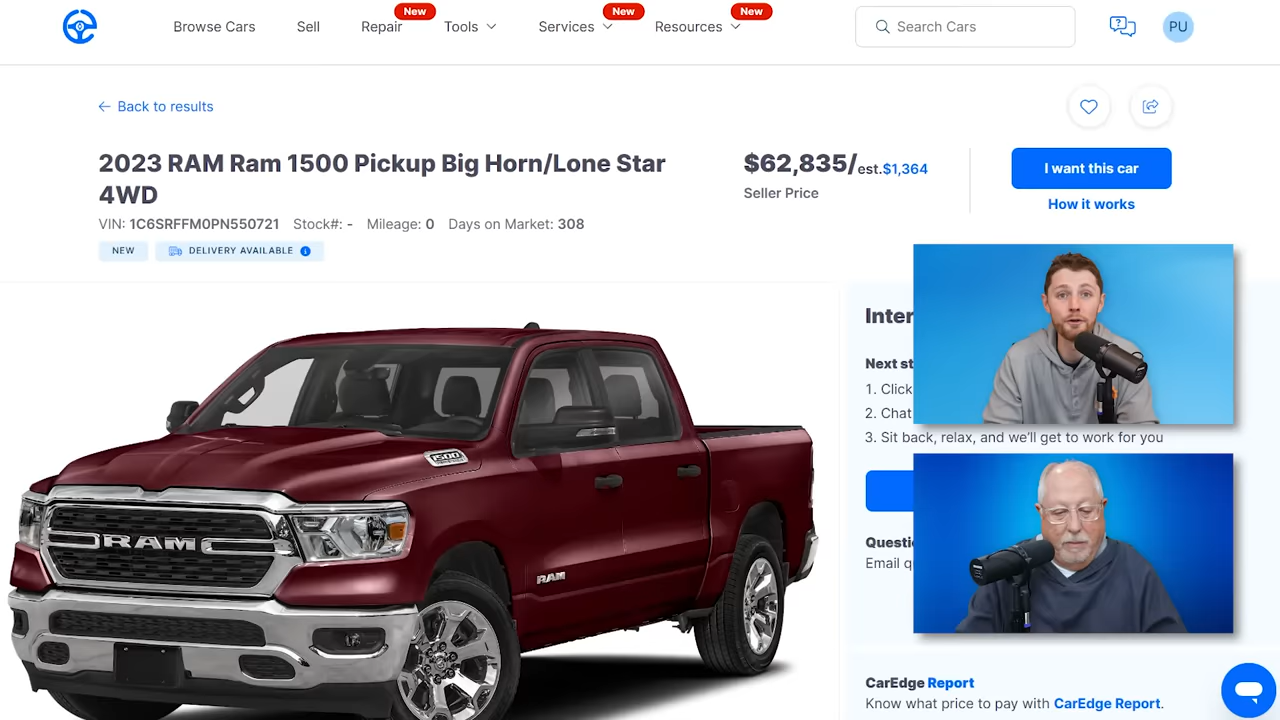 Browse Cars
Sell
Repair
New
Tools
Services
New
Resources
New
Search Cars
PU
Back to results
2023 RAM Ram 1500 Pickup Big Horn/Lone Star
4WD
$62,835/est.$1,364
Seller Price
I want this car
How it works
VIN: 1C6SRFFM0PN550721 Stock#: - Mileage: 0 Days on Market: 308
NEW
DELIVERY AVAILABLE
1500
RAM
RAM
Inter
Next st
1. Click
2. Chat
3. Sit back, relax, and we'll get to work for you
Questi
Email q
CarEdge Report
Know what price to pay with CarEdge Report.